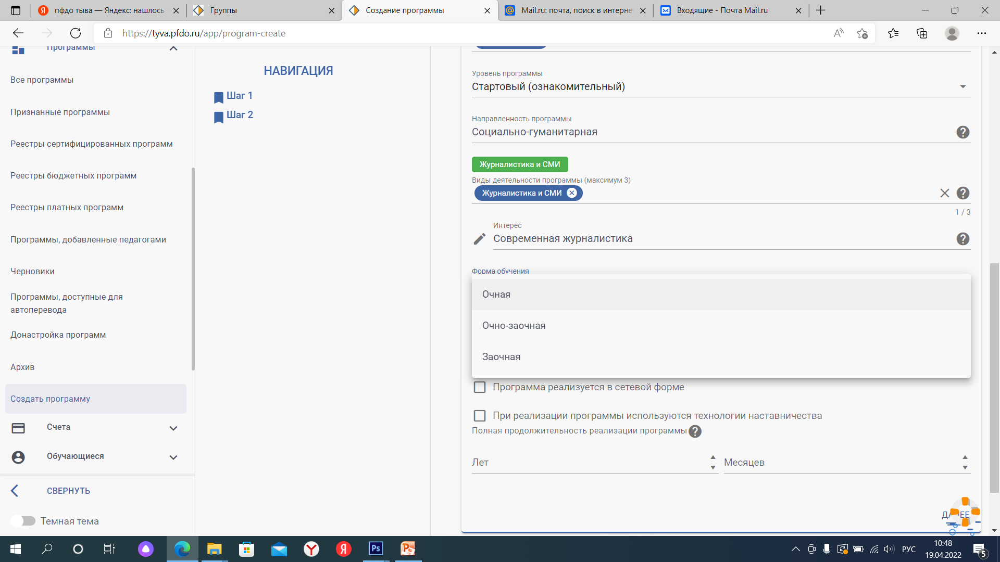 пфдо тыва — Яндекс: нашлось
Группы
Создание программы
Mail.ru: почта, поиск в интерне
Входящие - Почта Mail.ru
https://tyva.pfdo.ru/app/program-create
Программы
Все программы
Признанные программы
Реестры сертифицированных программ
Реестры бюджетных программ
Реестры платных программ
Программы, добавленные педагогами
Черновики
Программы, доступные для
автоперевода
Донастройка программ
Архив
Создать программу
Счета
Обучающиеся
СВЕРНУТЬ
Темная тема
НАВИГАЦИЯ
Шаг 1
Шаг 2
Уровень программы
Стартовый (ознакомительный)
Направленность программы
Социально-гуманитарная
Журналистика и СМИ
Виды деятельности программы (максимум 3)
Журналистика и СМИ
1 / 3
Интерес
Современная журналистика
Форма обучения
Очная
Очно-заочная
Заочная
Программа реализуется в сетевой форме
При реализации программы используются технологии наставничества
Полная продолжительность реализации программы
Лет
Месяцев
РУС
10:48
19.04.2022
5